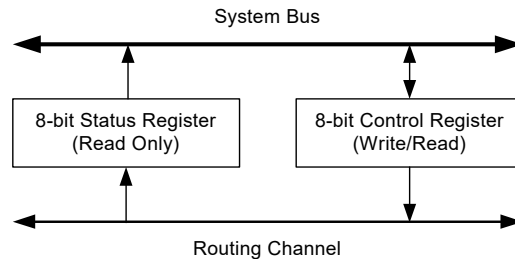 System Bus
8-bit Status Register
(Read Only)
8-bit Control Register
(Write/Read)
Routing Channel